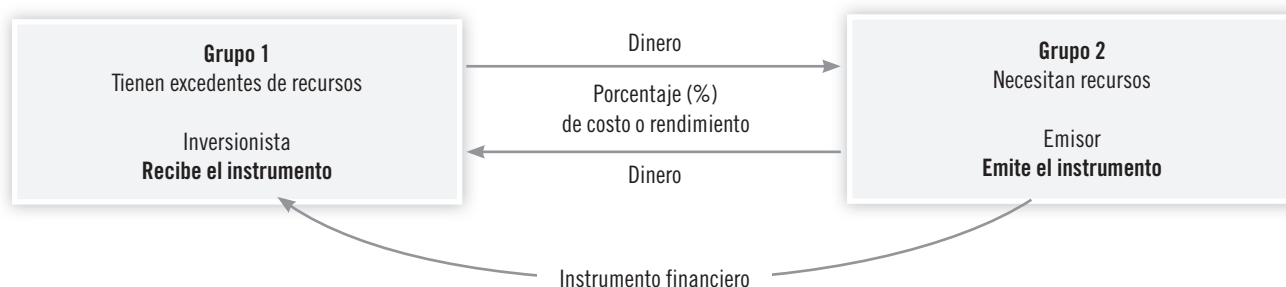 Grupo 1
Tienen excedentes de recursos
Inversionista
Recibe el instrumento
Dinero
Porcentaje (%)
de costo o rendimiento
Dinero
Grupo 2
Necesitan recursos
Emisor
Emite el instrumento
Instrumento financiero